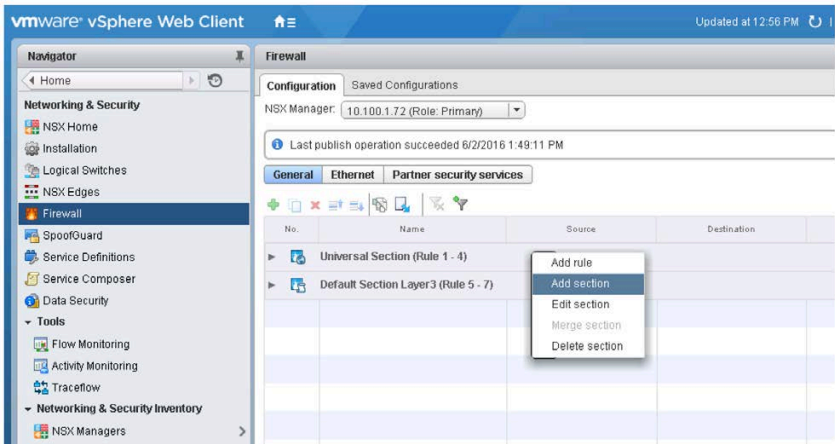 vmware® vSphere Web Client
Updated at 12:56 PM
Navigator
Home
Networking & Security
NSX Home
Installation
Logical Switches
NSX Edges
Firewall
SpoofGuard
Service Definitions
Service Composer
Data Security
Tools
Flow Monitoring
Activity Monitoring
Traceflow
Networking & Security Inventory
NSX Managers
Firewall
Configuration Saved Configurations
NSX Manager: 10.100.1.72 (Role: Primary)
Last publish operation succeeded 6/2/2016 1:49:11 PM
General Ethernet Partner security services
No. Name Source Destination
Universal Section (Rule 1 - 4)
Default Section Layer3 (Rule 5 - 7)
Add rule
Add section
Edit section
Merge section
Delete section